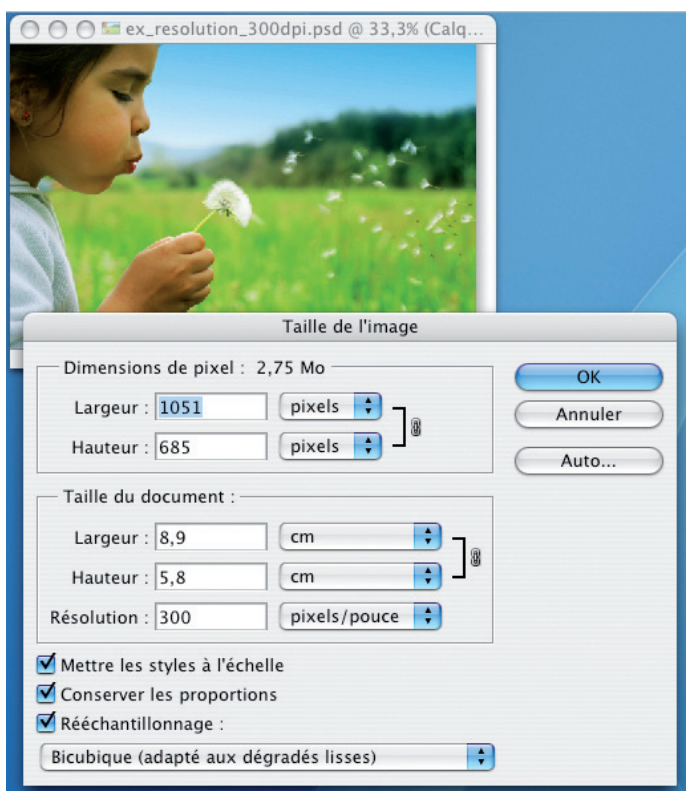 ex_resolution_300dpi.psd @ 33,3% (Calq...
Taille de l'image
Dimensions de pixel : 2,75 Mo
Largeur : 1051 pixels
Hauteur : 685 pixels
OK
Annuler
Auto...
Taille du document :
Largeur : 8,9 cm
Hauteur : 5,8 cm
Résolution : 300 pixels/pouce
Mettre les styles à l'échelle
Conserver les proportions
Rééchantillonnage :
Bicubique (adapté aux dégradés lisses)